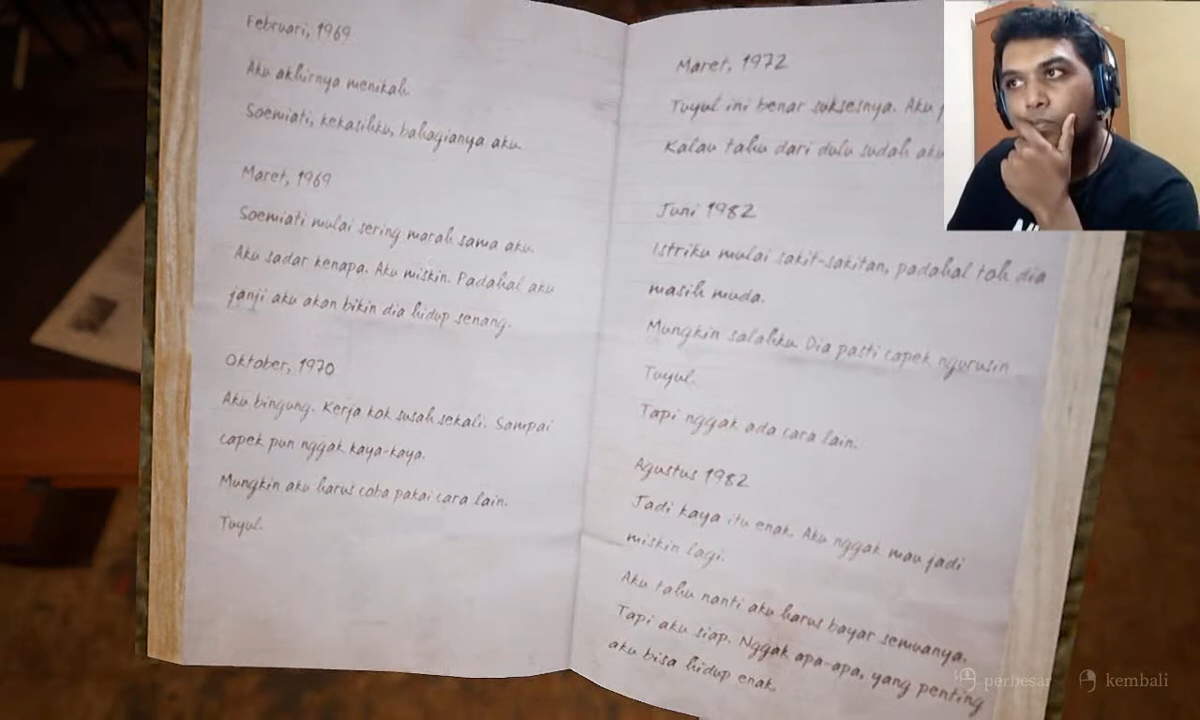 Februari, 1969
Aku akhirnya menikah.
Soemiati, kekasihku, bahagianya aku.
Maret, 1969
Soemiati mulai sering marah sama aku.
Aku sadar kenapa. Aku miskin. Padahal aku
janji aku akan bikin dia hidup senang.
Oktober, 1970
Aku bingung. Kerja kok susah sekali. Sampai
capek pun nggak kaya-kaya.
Mungkin aku harus coba pakai cara lain.
Tuyul.
Maret, 1972
Tuyul ini benar suksesnya. Aku
Kalau tahu dari dulu sudah aku
Juni 1982
Istriku mulai sakit-sakitan, padahal toh dia
masih muda.
Mungkin salahku. Dia pasti capek ngurusin
Tuyul.
Tapi nggak ada cara lain.
Agustus 1982
Jadi kaya itu enak. Aku nggak mau jadi
miskin lagi.
Aku tahu nanti aku harus bayar semuanya.
Tapi aku siap. Nggak apa-apa, yang penting
aku bisa hidup enak.
perbesar
kembali